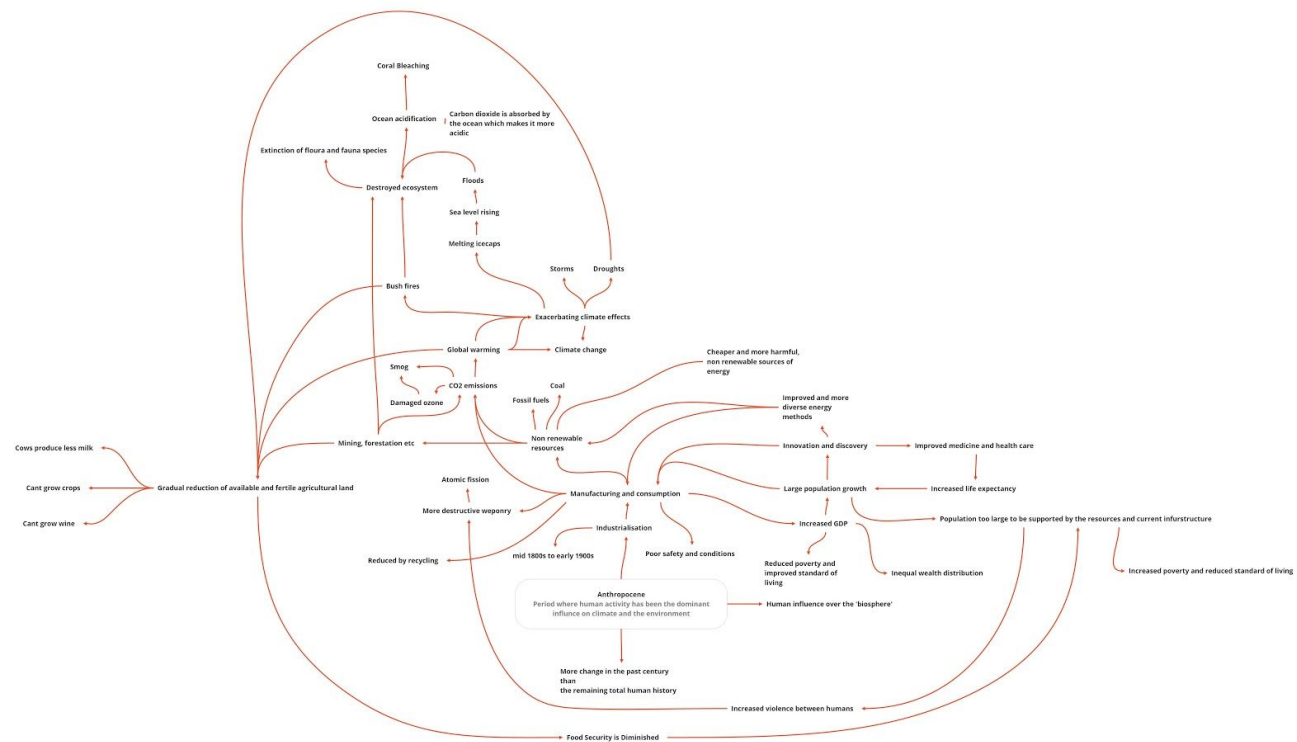 Coral Bleaching
Ocean acidification
Carbon dioxide is absorbed by
the ocean which makes it more
acidic
Extinction of floura and fauna species
Destroyed ecosystem
Floods
Sea level rising
Melting icecaps
Storms
Droughts
Bush fires
Exacerbating climate effects
Global warming
Climate change
Cheaper and more harmful,
non renewable sources of
energy
Smog
CO2 emissions
Coal
Damaged ozone
Fossil fuels
Improved and more
diverse energy
methods
Mining, forestation etc
Non renewable
resources
Innovation and discovery
Improved medicine and health care
Cows produce less milk
Cant grow crops
Cant grow wine
Gradual reduction of available and fertile agricultural land
Atomic fission
More destructive weponry
Manufacturing and consumption
Large population growth
Increased life expectancy
Industrialisation
Increased GDP
Population too large to be supported by the resources and current infursturcture
mid 1800s to early 1900s
Poor safety and conditions
Reduced by recycling
Reduced poverty and
improved standard of
living
Inequal wealth distribution
Increased poverty and reduced standard of living
Anthropocene
Period where human activity has been the dominant
influnce on climate and the environment
Human influence over the 'biosphere'
More change in the past century
than
the remaining total human history
Increased violence between humans
Food Security is Diminished